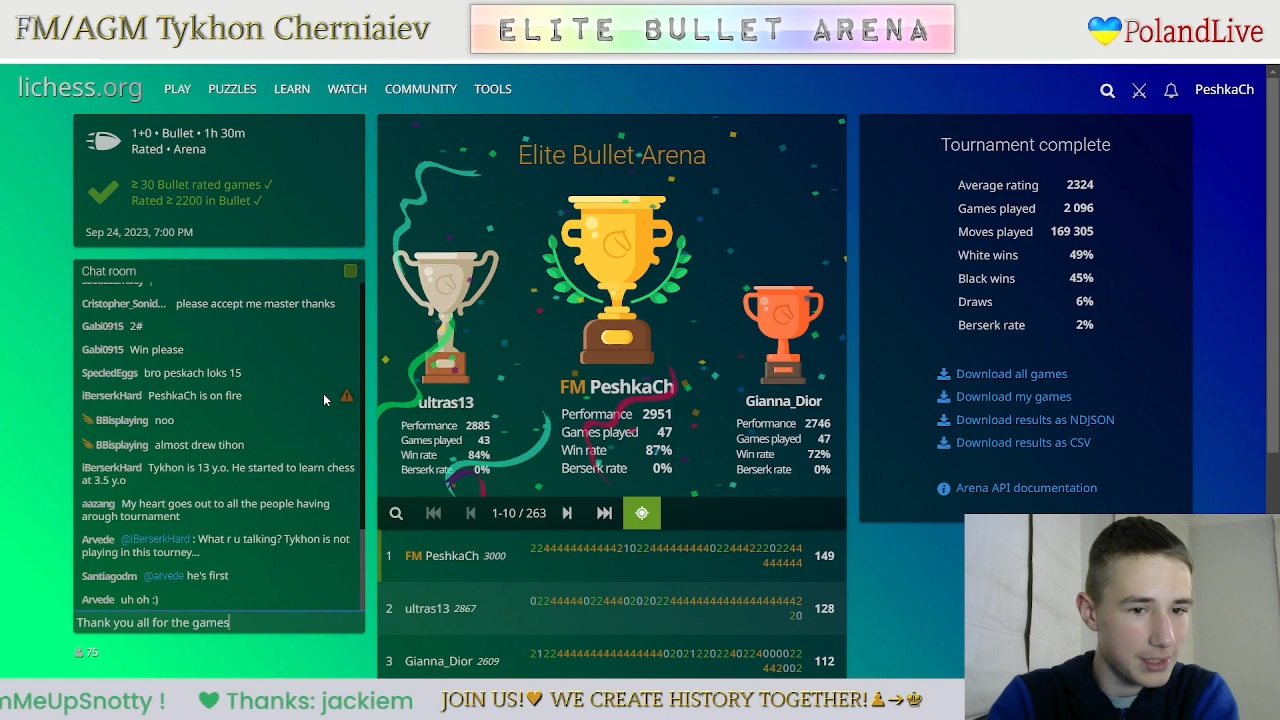 FM/AGM Tykhon Cherniaiev
ELITE BULLET ARENA
PolandLive
lichess.org
PLAY PUZZLES LEARN WATCH COMMUNITY TOOLS
PeshkaCh
1+0 • Bullet • 1h 30m
Rated • Arena
≥ 30 Bullet rated games ✓
Rated ≥ 2200 in Bullet ✓
Sep 24, 2023, 7:00 PM
Chat room
Cristopher_Sonid... please accept me master thanks
Gabi0915 2#
Gabi0915 Win please
SpededEggs bro peskach loks 15
iBerserkHard PeshkaCh is on fire
BBisplaying noo
BBisplaying almost drew tihon
iBerserkHard Tykhon is 13 y.o. He started to learn chess
at 3.5 y.o
aazang My heart goes out to all the people having
arough tournament
Arvede @iBerserkHard : What r u talking? Tykhon is not
playing in this tourney...
Santiagodm @arvede he's first
Arvede uh oh :)
Thank you all for the games
75
Elite Bullet Arena
ultras13
Performance 2885
Games played 43
Win rate 84%
Berserk rate 0%
FM PeshkaCh
Performance 2951
Games played 47
Win rate 87%
Berserk rate 0%
Gianna_Dior
Performance 2746
Games played 47
Win rate 72%
Berserk rate 0%
1-10 / 263
1 FM PeshkaCh 3000 149
2 ultras13 2867 128
3 Gianna_Dior 2609 112
Tournament complete
Average rating 2324
Games played 2 096
Moves played 169 305
White wins 49%
Black wins 45%
Draws 6%
Berserk rate 2%
Download all games
Download my games
Download results as NDJSON
Download results as CSV
Arena API documentation
mMeUpSnotty ! Thanks: jackiem
JOIN US! WE CREATE HISTORY TOGETHER!